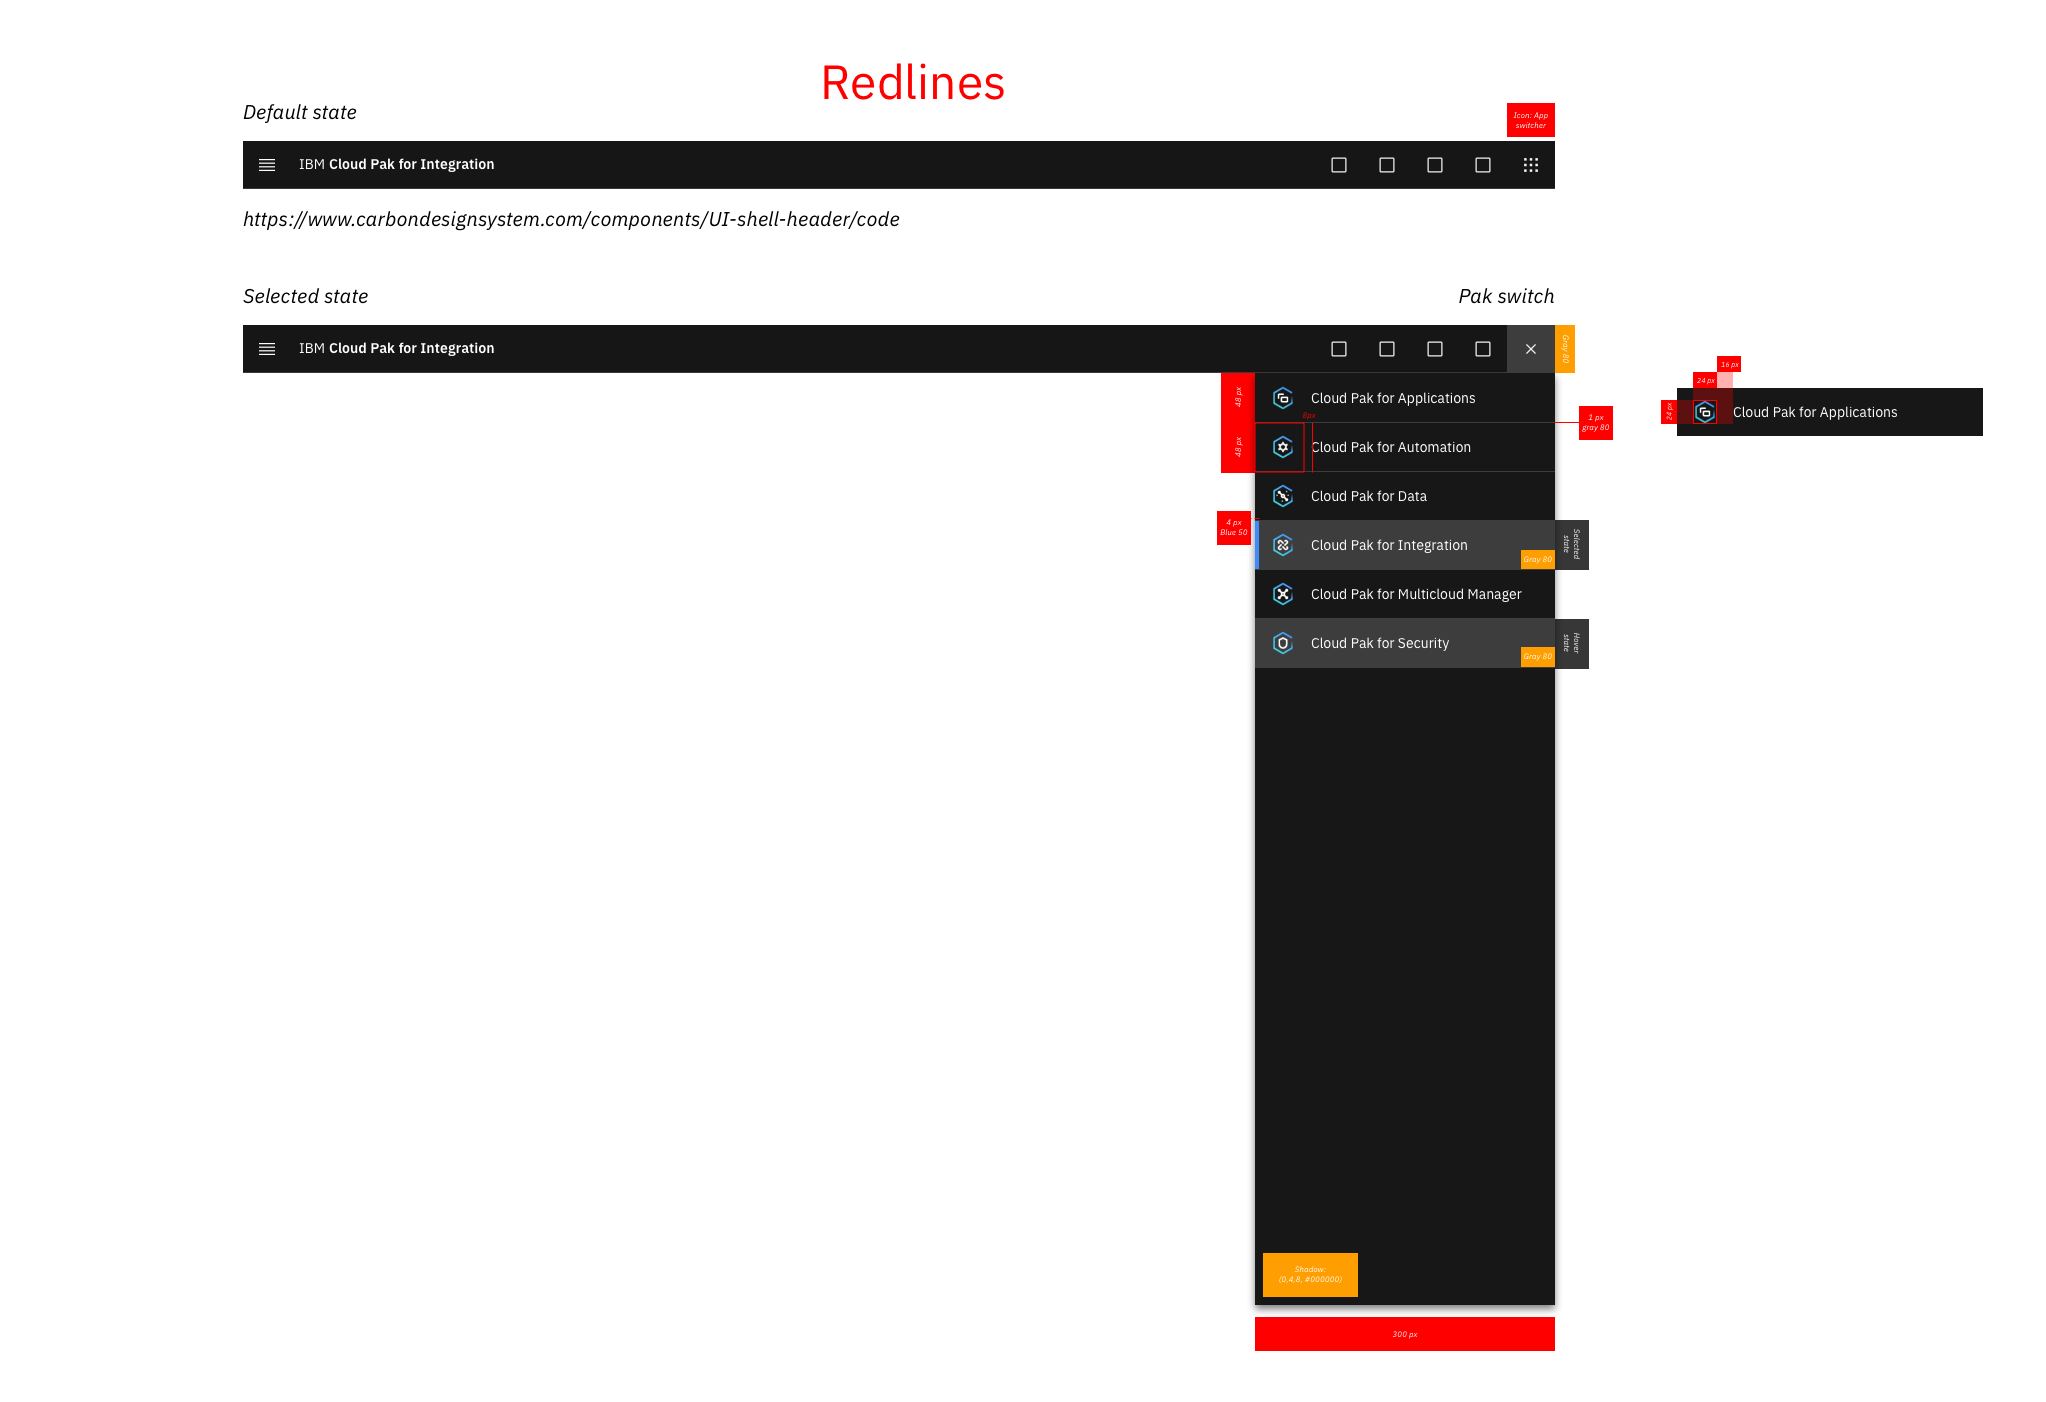 Redlines
Default state
Icon: App
switcher
IBM Cloud Pak for Integration
https://www.carbondesignsystem.com/components/UI-shell-header/code
Selected state
Pak switch
IBM Cloud Pak for Integration
Gray 80
48 px
Cloud Pak for Applications
8px
1 px
gray 80
48 px
Cloud Pak for Automation
Cloud Pak for Data
4 px
Blue 50
Cloud Pak for Integration
Gray 80
Selected
state
Cloud Pak for Multicloud Manager
Cloud Pak for Security
Gray 80
Hover
state
16 px
24 px
24 px
Cloud Pak for Applications
Shadow:
(0,4,8, #000000)
300 px